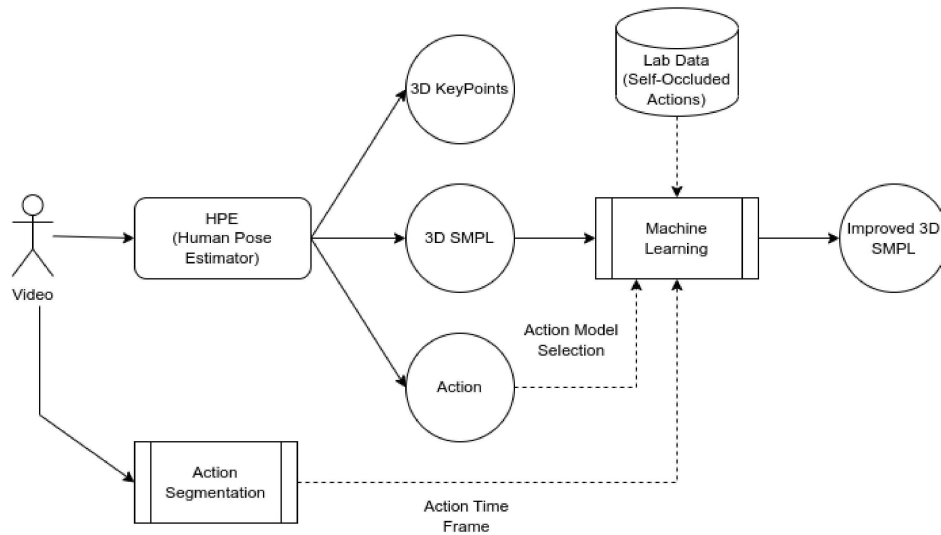 Lab Data
(Self-Occluded
Actions)
3D KeyPoints
HPE
(Human Pose
Estimator)
3D SMPL
Machine
Learning
Improved 3D
SMPL
Video
Action Model
Selection
Action
Action
Segmentation
Action Time
Frame